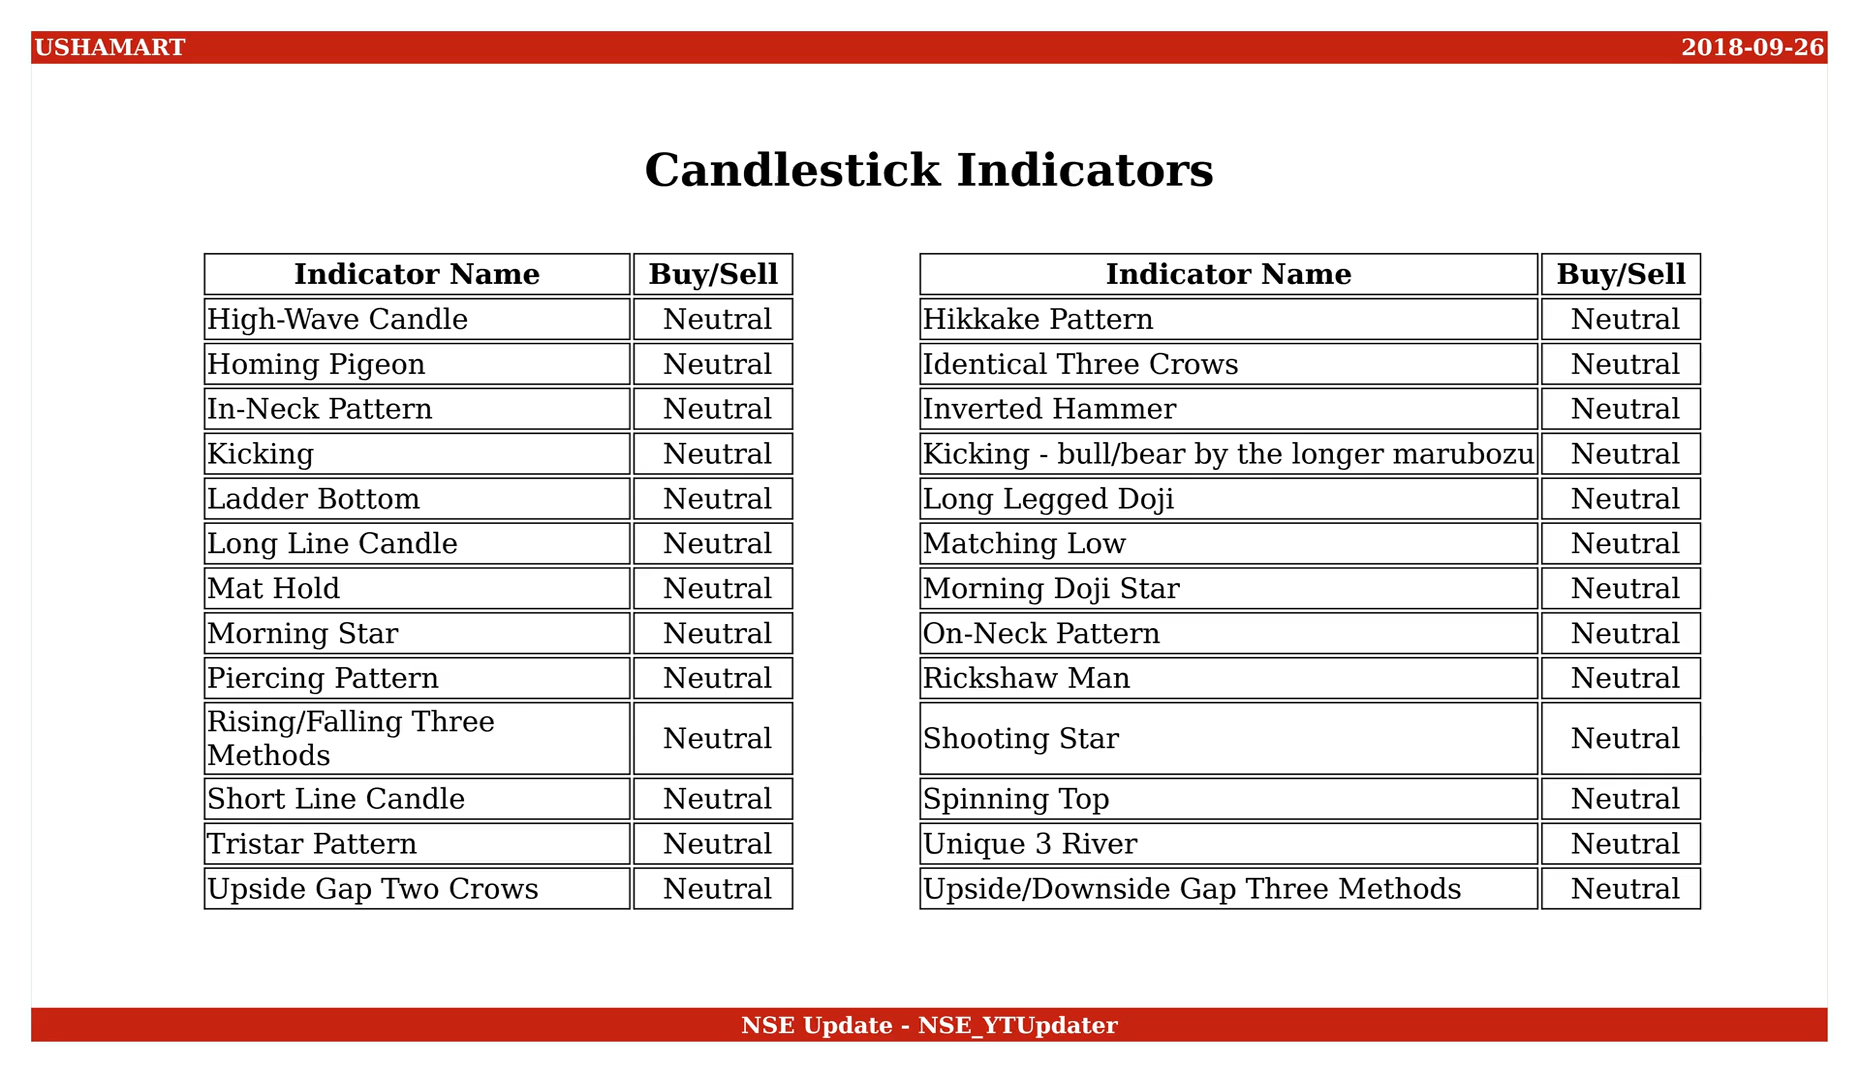 USHAMART 2018-09-26
Candlestick Indicators
Indicator Name Buy/Sell
High-Wave Candle Neutral
Homing Pigeon Neutral
In-Neck Pattern Neutral
Kicking Neutral
Ladder Bottom Neutral
Long Line Candle Neutral
Mat Hold Neutral
Morning Star Neutral
Piercing Pattern Neutral
Rising/Falling Three
Methods Neutral
Short Line Candle Neutral
Tristar Pattern Neutral
Upside Gap Two Crows Neutral
Indicator Name Buy/Sell
Hikkake Pattern Neutral
Identical Three Crows Neutral
Inverted Hammer Neutral
Kicking - bull/bear by the longer marubozu Neutral
Long Legged Doji Neutral
Matching Low Neutral
Morning Doji Star Neutral
On-Neck Pattern Neutral
Rickshaw Man Neutral
Shooting Star Neutral
Spinning Top Neutral
Unique 3 River Neutral
Upside/Downside Gap Three Methods Neutral
NSE Update - NSE_YTUpdater